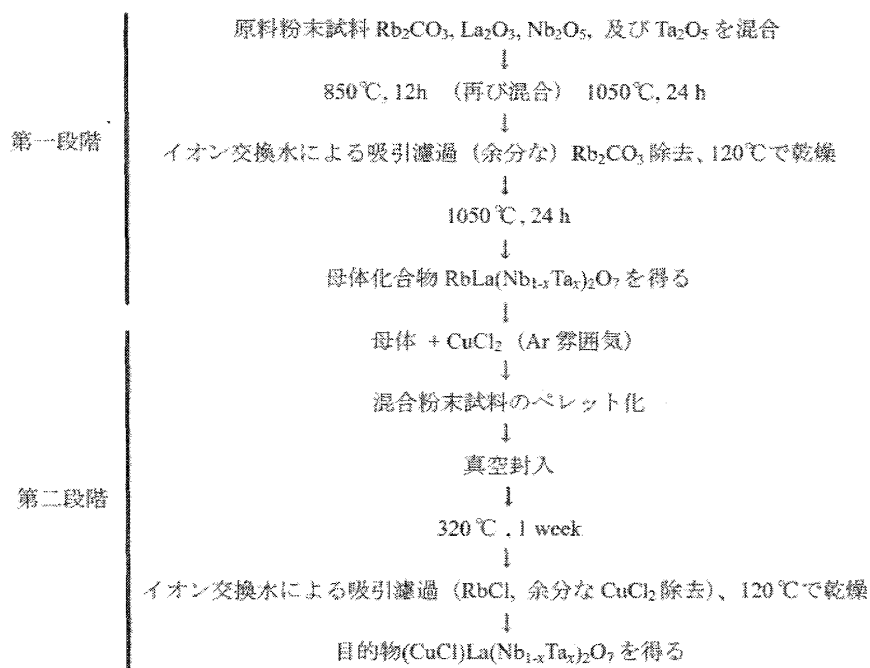 原料粉末試料 Rb₂CO₃, La₂O₃, Nb₂O₅, 及び Ta₂O₅ を混合
↓
850℃, 12h （再び混合） 1050℃, 24 h
↓
第一段階
イオン交換水による吸引濾過（余分な）Rb₂CO₃ 除去、120℃で乾燥
↓
1050℃, 24 h
↓
母体化合物 RbLa(Nb₁₋ₓTaₓ)₂O₇ を得る
↓
母体 + CuCl₂（Ar 雰囲気）
↓
混合粉末試料のペレット化
↓
真空封入
第二段階
↓
320℃, 1 week
↓
イオン交換水による吸引濾過（RbCl, 余分な CuCl₂ 除去）、120℃で乾燥
↓
目的物(CuCl)La(Nb₁₋ₓTaₓ)₂O₇ を得る